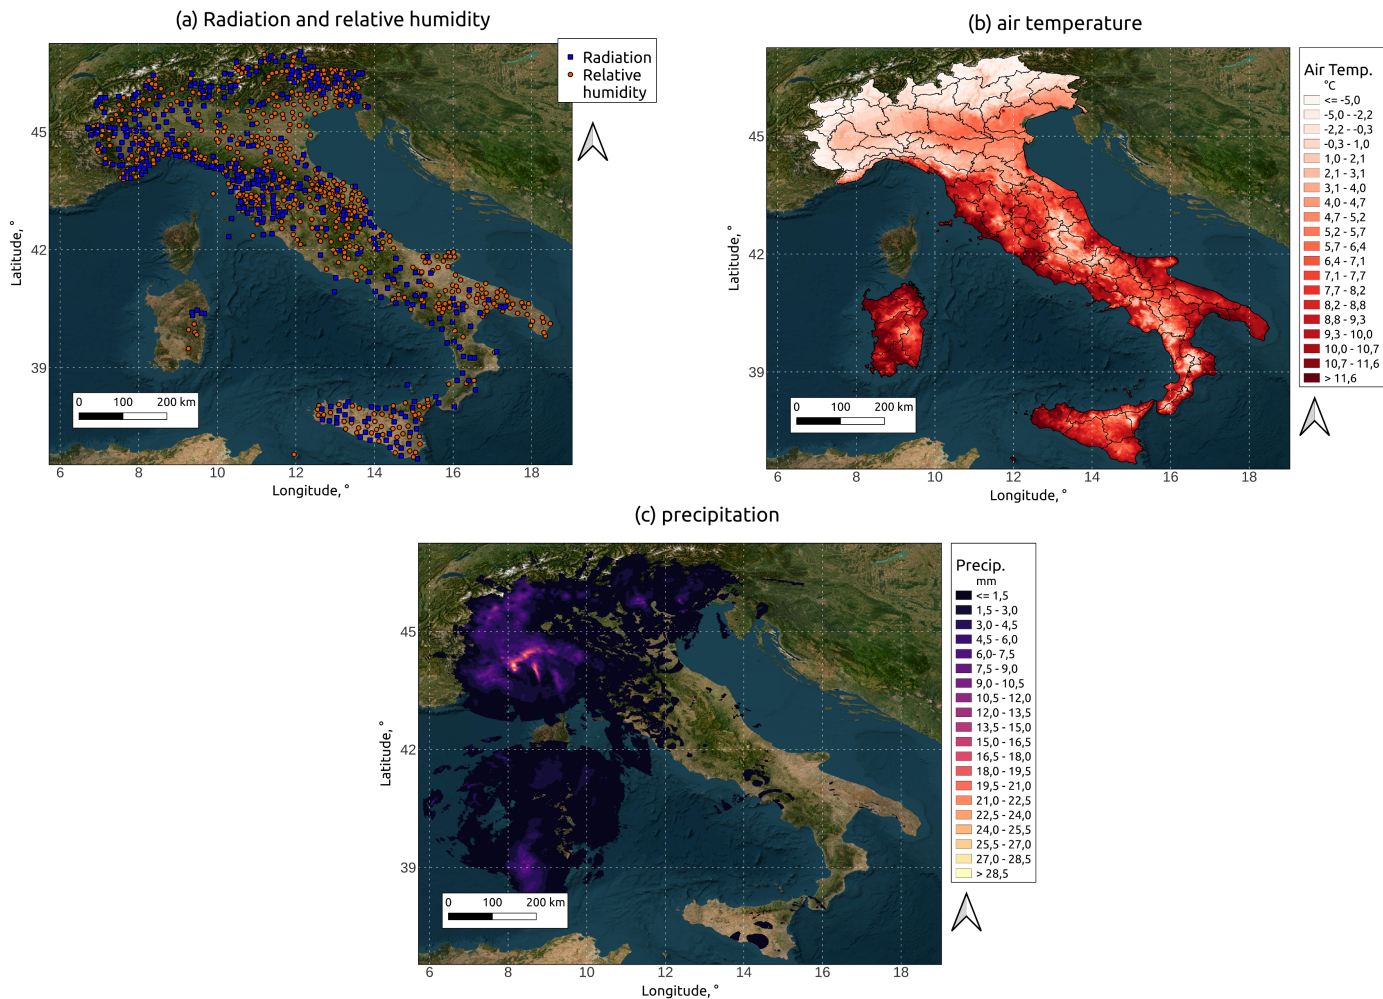 (a) Radiation and relative humidity
Radiation
Relative
humidity
45
42
39
Latitude, °
0 100 200 km
6 8 10 12 14 16 18
Longitude, °
(b) air temperature
Air Temp.
°C
<= -5,0
-5,0 - -2,2
-2,2 - -0,3
-0,3 - 1,0
1,0 - 2,1
2,1 - 3,1
3,1 - 4,0
4,0 - 4,7
4,7 - 5,2
5,2 - 5,7
5,7 - 6,4
6,4 - 7,1
7,1 - 7,7
7,7 - 8,2
8,2 - 8,8
8,8 - 9,3
9,3 - 10,0
10,0 - 10,7
10,7 - 11,6
> 11,6
45
42
39
Latitude, °
0 100 200 km
6 8 10 12 14 16 18
Longitude, °
(c) precipitation
Precip.
mm
<= 1,5
1,5 - 3,0
3,0 - 4,5
4,5 - 6,0
6,0- 7,5
7,5 - 9,0
9,0 - 10,5
10,5 - 12,0
12,0 - 13,5
13,5 - 15,0
15,0 - 16,5
16,5 - 18,0
18,0 - 19,5
19,5 - 21,0
21,0 - 22,5
22,5 - 24,0
24,0 - 25,5
25,5 - 27,0
27,0 - 28,5
> 28,5
45
42
39
Latitude, °
0 100 200 km
6 8 10 12 14 16 18
Longitude, °